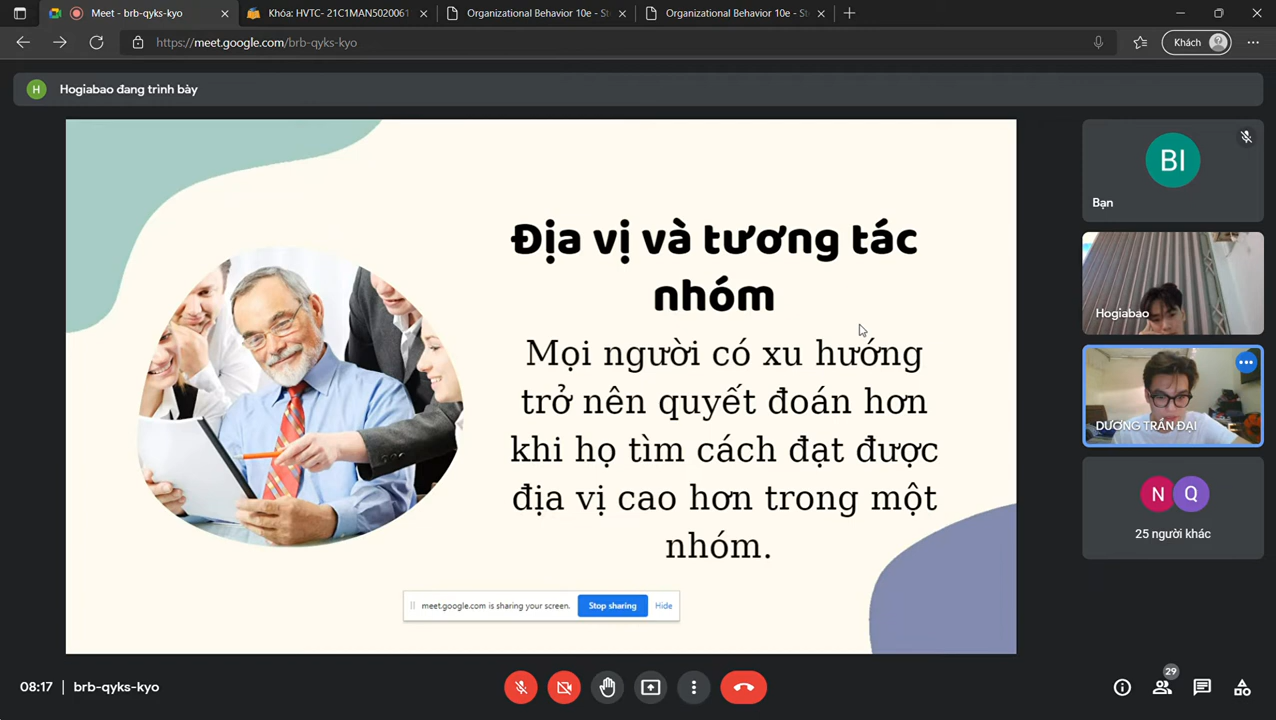 Meet - brb-qyks-kyo
Khóa: HVTC- 21C1MAN5020061
Organizational Behavior 10e - St
Organizational Behavior 10e - St
https://meet.google.com/brb-qyks-kyo
Khách
H
Hogiabao đang trình bày
Địa vị và tương tác
nhóm
Mọi người có xu hướng
trở nên quyết đoán hơn
khi họ tìm cách đạt được
địa vị cao hơn trong một
nhóm.
meet.google.com is sharing your screen.
Stop sharing
Hide
BI
Bạn
Hogiabao
DƯƠNG TRẦN ĐẠI
N
Q
25 người khác
08:17
brb-qyks-kyo
29